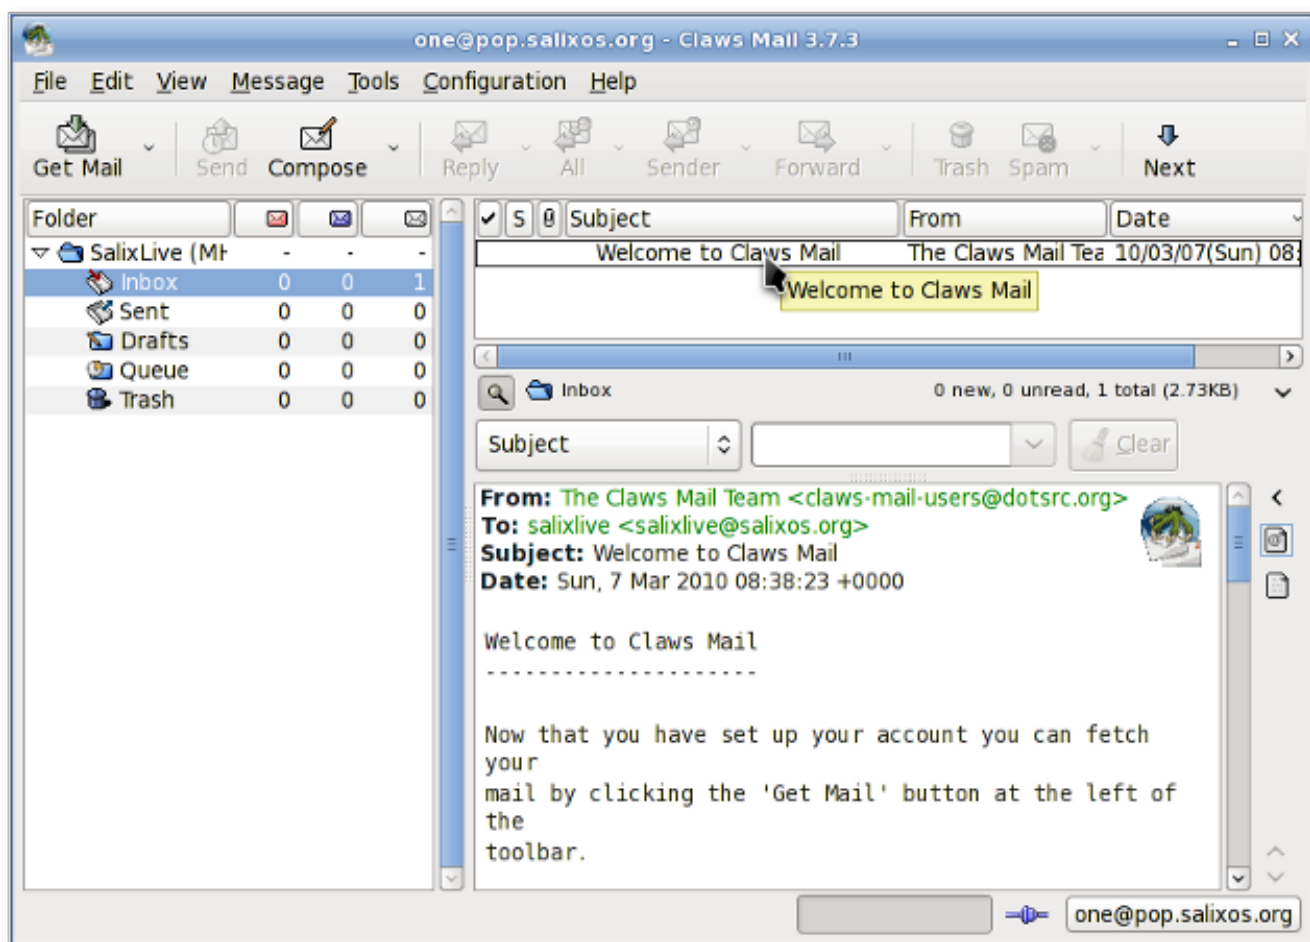 one@pop.salixos.org - Claws Mail 3.7.3
File Edit View Message Tools Configuration Help
Get Mail Send Compose Reply All Sender Forward Trash Spam Next
Folder
SalixLive (MH - - -
Inbox 0 0 1
Sent 0 0 0
Drafts 0 0 0
Queue 0 0 0
Trash 0 0 0
S Subject From Date
Welcome to Claws Mail The Claws Mail Tea 10/03/07(Sun) 08:
Welcome to Claws Mail
Inbox 0 new, 0 unread, 1 total (2.73KB)
Subject Clear
From: The Claws Mail Team <claws-mail-users@dotsrc.org>
To: salixlive <salixlive@salixos.org>
Subject: Welcome to Claws Mail
Date: Sun, 7 Mar 2010 08:38:23 +0000
Welcome to Claws Mail
---------------------
Now that you have set up your account you can fetch
your
mail by clicking the 'Get Mail' button at the left of
the
toolbar.
one@pop.salixos.org